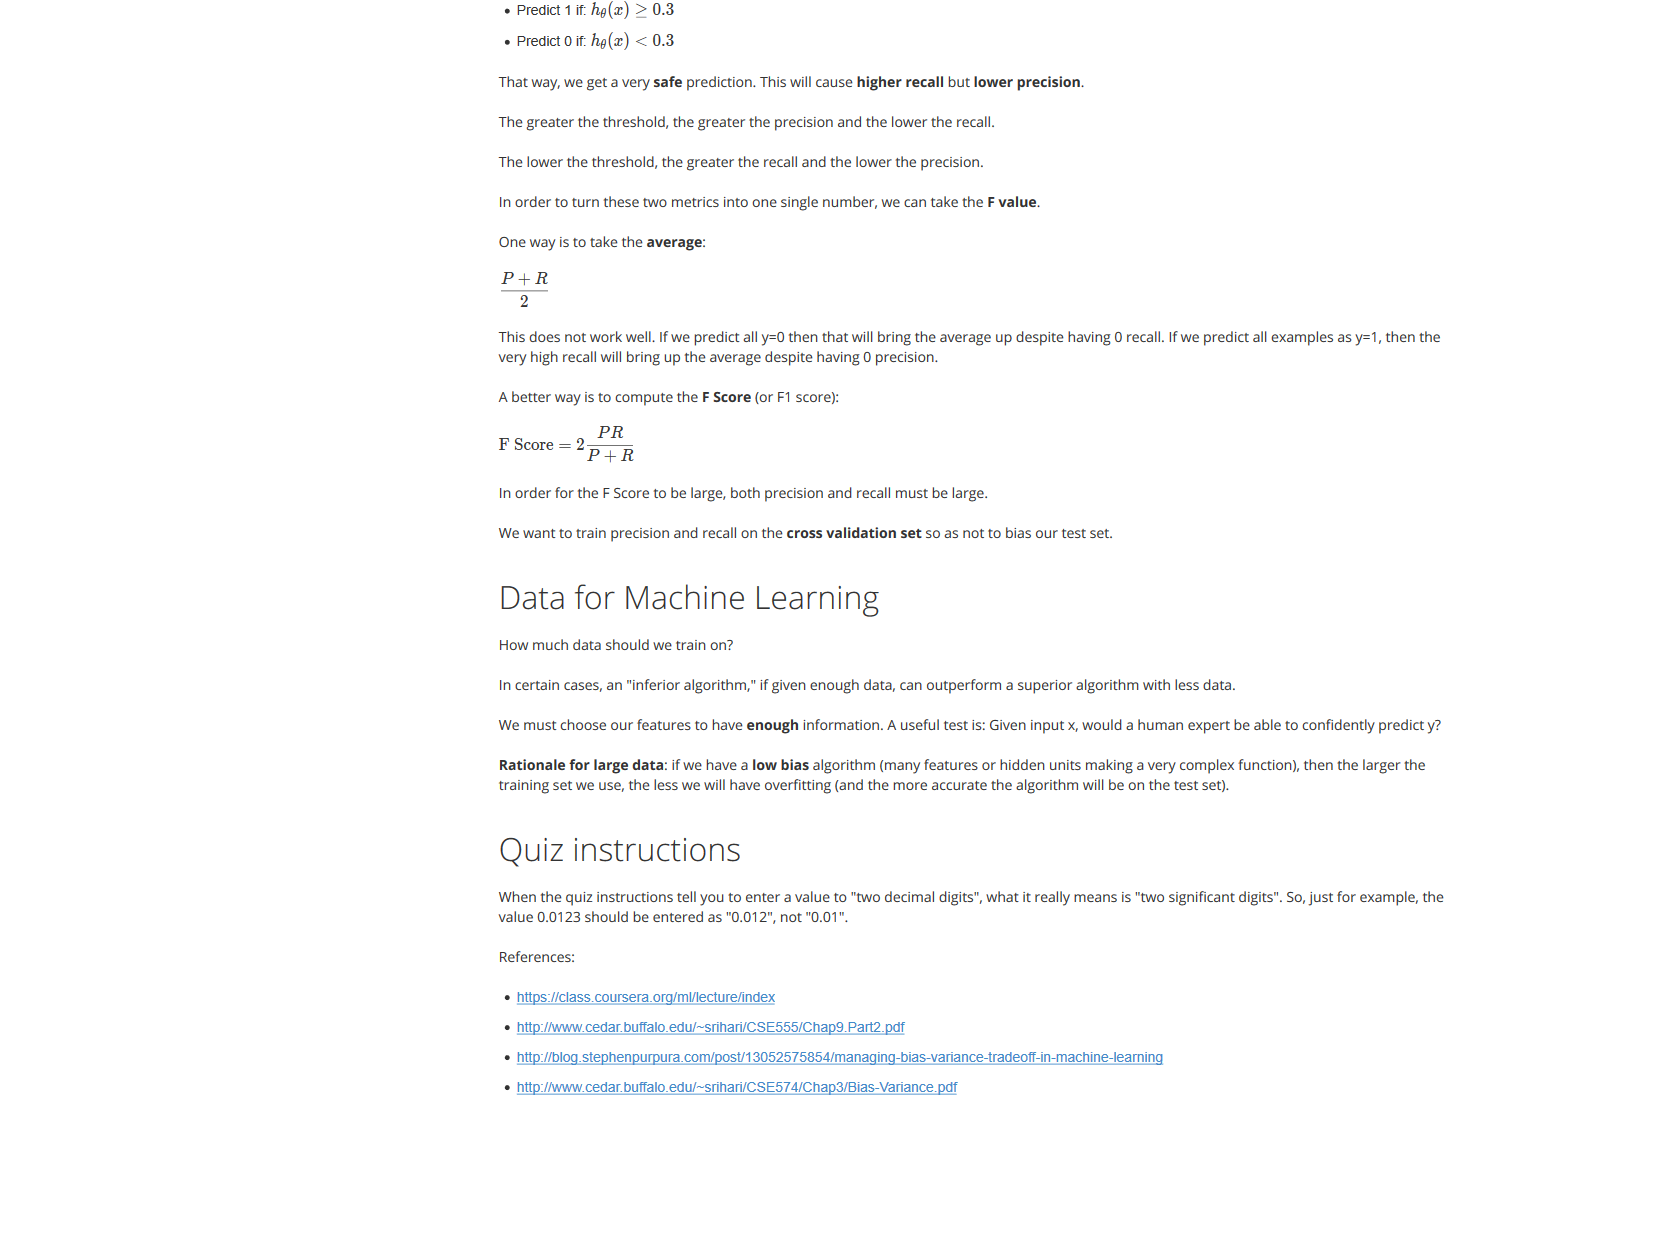 • Predict 1 if: hθ(x) ≥ 0.3
• Predict 0 if: hθ(x) < 0.3
That way, we get a very safe prediction. This will cause higher recall but lower precision.
The greater the threshold, the greater the precision and the lower the recall.
The lower the threshold, the greater the recall and the lower the precision.
In order to turn these two metrics into one single number, we can take the F value.
One way is to take the average:
P + R
2
This does not work well. If we predict all y=0 then that will bring the average up despite having 0 recall. If we predict all examples as y=1, then the
very high recall will bring up the average despite having 0 precision.
A better way is to compute the F Score (or F1 score):
F Score = 2 PR / P + R
In order for the F Score to be large, both precision and recall must be large.
We want to train precision and recall on the cross validation set so as not to bias our test set.
Data for Machine Learning
How much data should we train on?
In certain cases, an "inferior algorithm," if given enough data, can outperform a superior algorithm with less data.
We must choose our features to have enough information. A useful test is: Given input x, would a human expert be able to confidently predict y?
Rationale for large data: if we have a low bias algorithm (many features or hidden units making a very complex function), then the larger the
training set we use, the less we will have overfitting (and the more accurate the algorithm will be on the test set).
Quiz instructions
When the quiz instructions tell you to enter a value to "two decimal digits", what it really means is "two significant digits". So, just for example, the
value 0.0123 should be entered as "0.012", not "0.01".
References:
• https://class.coursera.org/ml/lecture/index
• http://www.cedar.buffalo.edu/~srihari/CSE555/Chap9.Part2.pdf
• http://blog.stephenpurpura.com/post/13052575854/managing-bias-variance-tradeoff-in-machine-learning
• http://www.cedar.buffalo.edu/~srihari/CSE574/Chap3/Bias-Variance.pdf